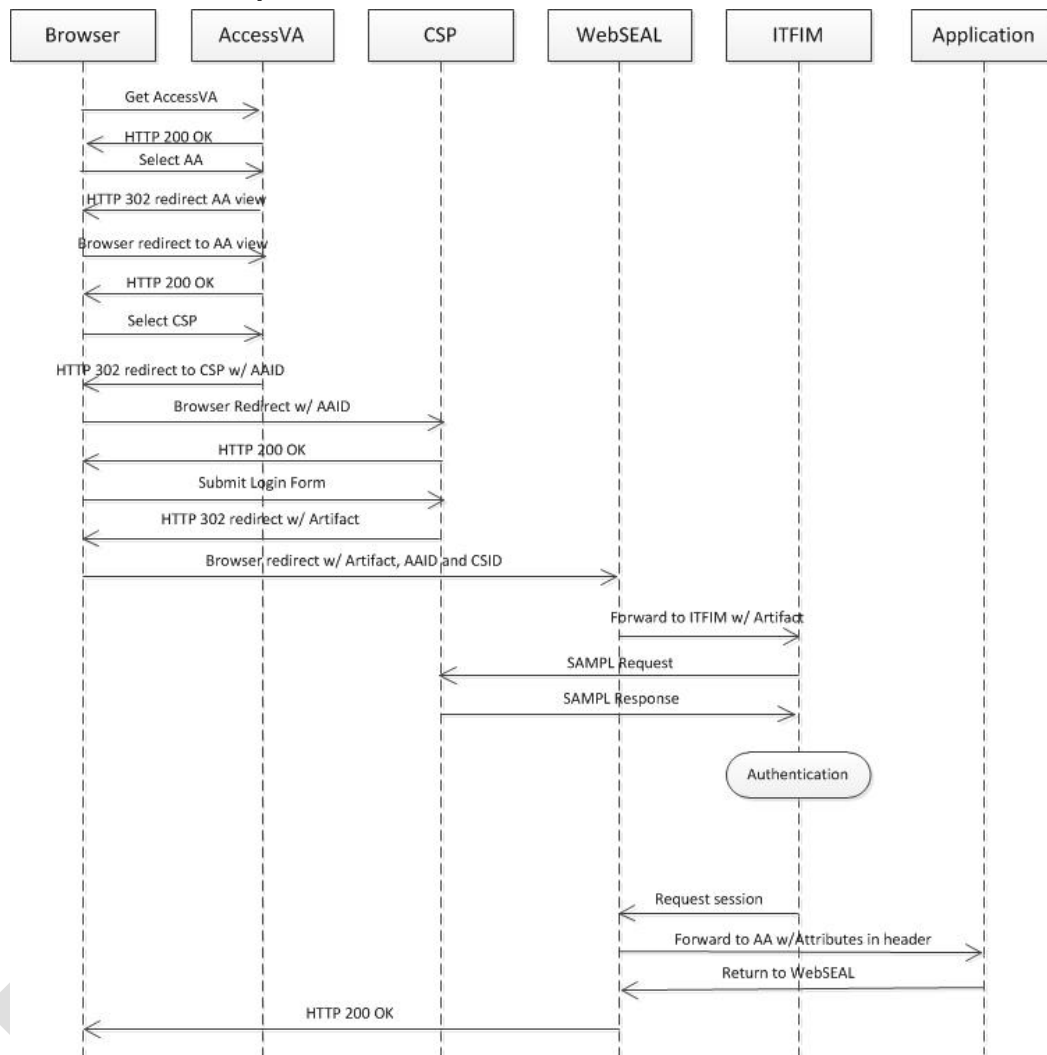 Browser
AccessVA
CSP
WebSEAL
ITFIM
Application
Get AccessVA
HTTP 200 OK
Select AA
HTTP 302 redirect AA view
Browser redirect to AA view
HTTP 200 OK
Select CSP
HTTP 302 redirect to CSP w/ AAID
Browser Redirect w/ AAID
HTTP 200 OK
Submit Login Form
HTTP 302 redirect w/ Artifact
Browser redirect w/ Artifact, AAID and CSID
Forward to ITFIM w/ Artifact
SAMPL Request
SAMPL Response
Authentication
Request session
Forward to AA w/Attributes in header
Return to WebSEAL
HTTP 200 OK